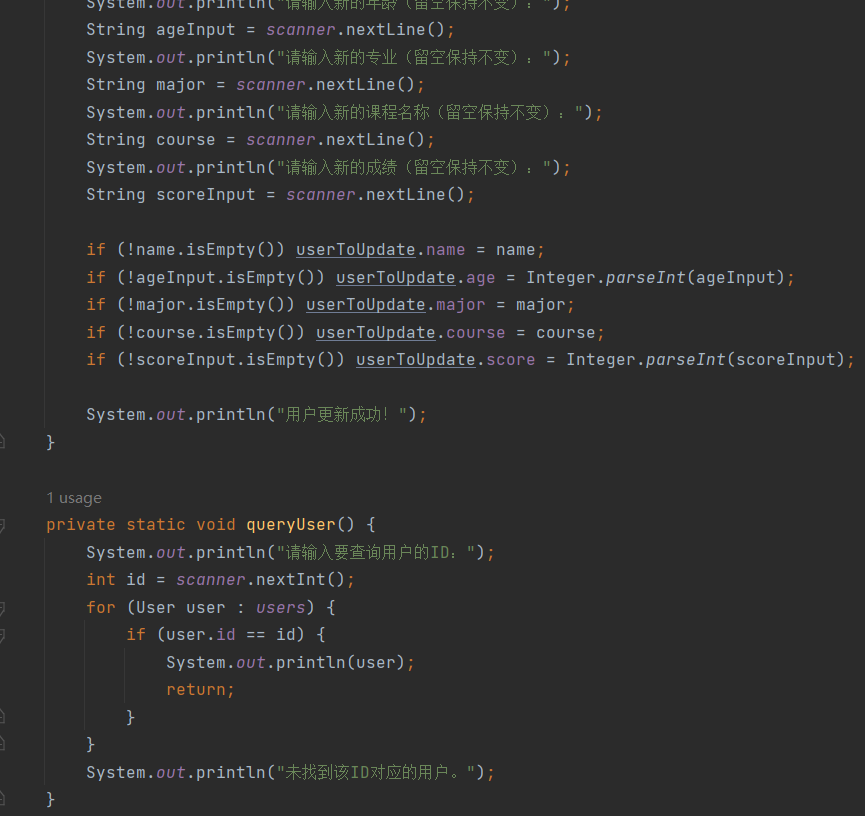 System.out.println("请输入新的年龄（留空保持不变）：");
String ageInput = scanner.nextLine();
System.out.println("请输入新的专业（留空保持不变）：");
String major = scanner.nextLine();
System.out.println("请输入新的课程名称（留空保持不变）：");
String course = scanner.nextLine();
System.out.println("请输入新的成绩（留空保持不变）：");
String scoreInput = scanner.nextLine();
if (!name.isEmpty()) userToUpdate.name = name;
if (!ageInput.isEmpty()) userToUpdate.age = Integer.parseInt(ageInput);
if (!major.isEmpty()) userToUpdate.major = major;
if (!course.isEmpty()) userToUpdate.course = course;
if (!scoreInput.isEmpty()) userToUpdate.score = Integer.parseInt(scoreInput);
System.out.println("用户更新成功！");
}
1 usage
private static void queryUser() {
System.out.println("请输入要查询用户的ID：");
int id = scanner.nextInt();
for (User user : users) {
if (user.id == id) {
System.out.println(user);
return;
}
}
System.out.println("未找到该ID对应的用户。");
}